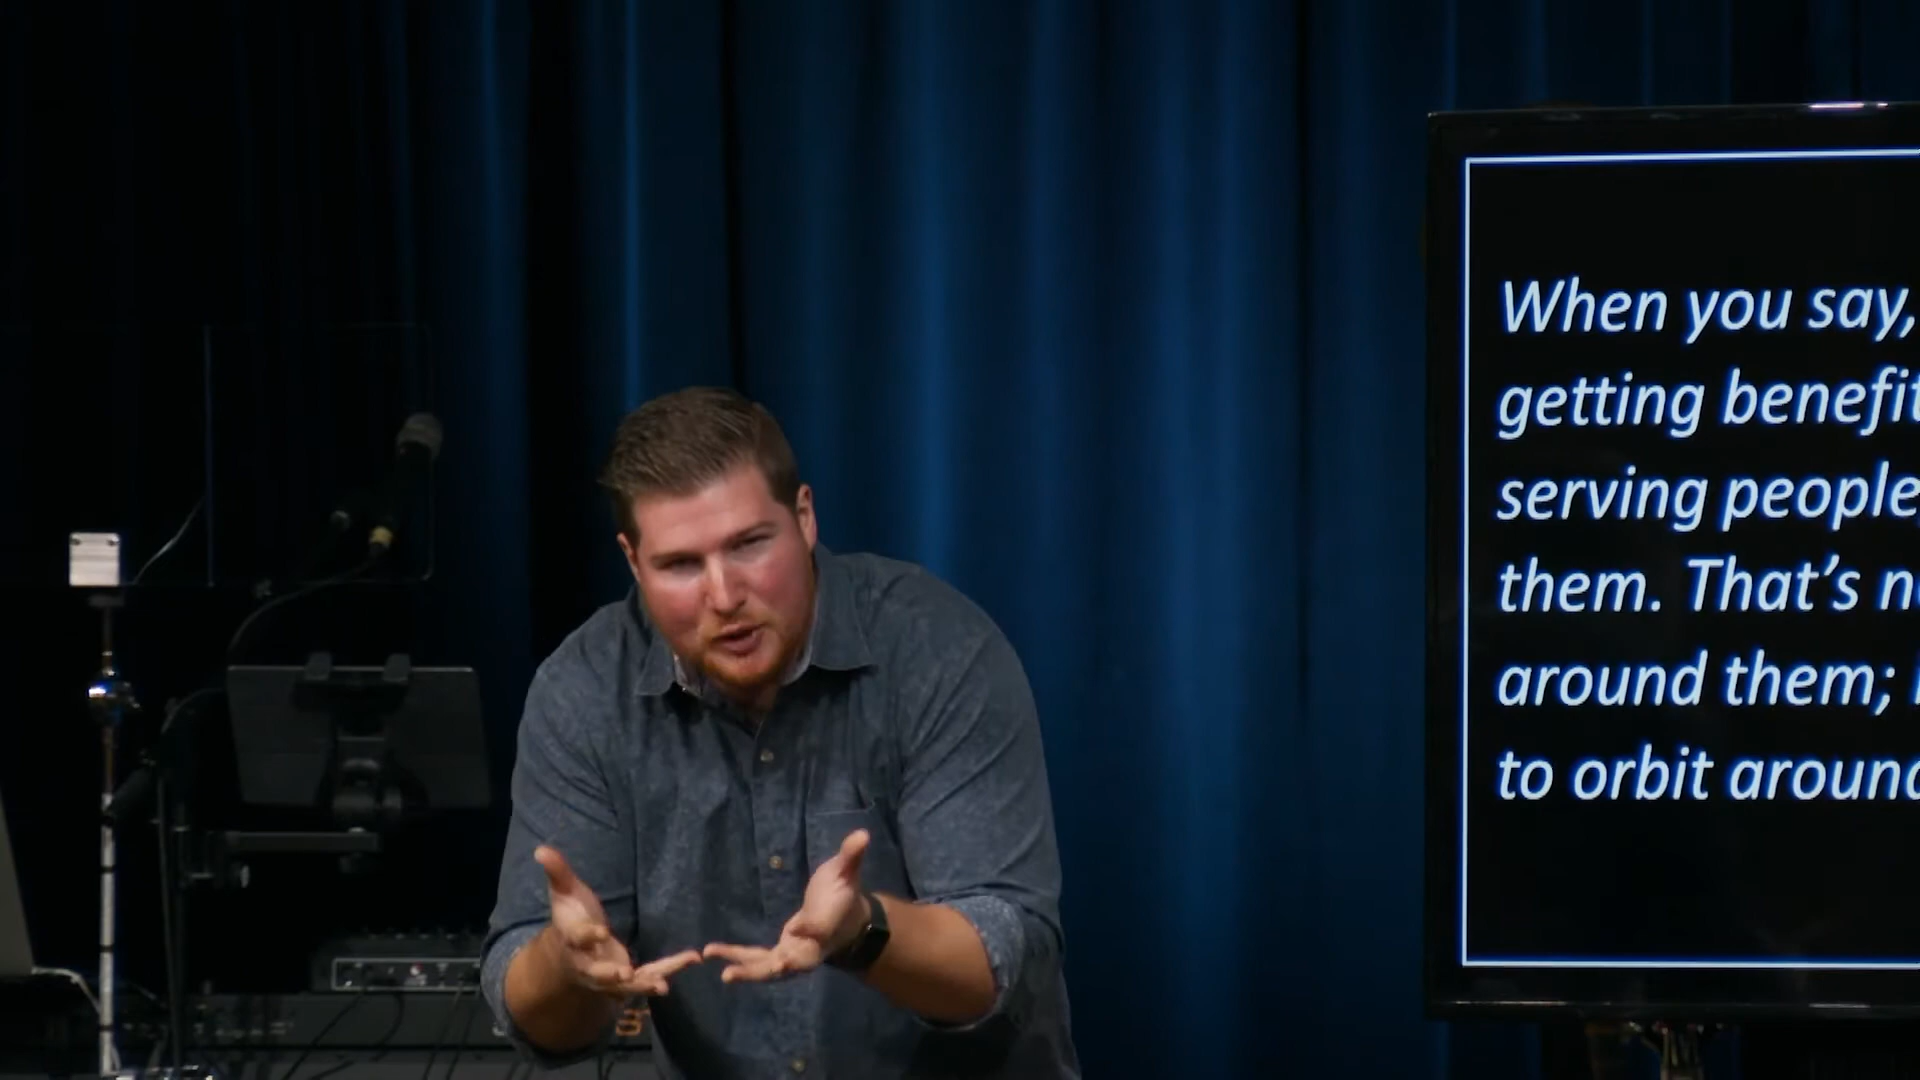 When you say,
getting benefit
serving people,
them. That's
around them;
to orbit around